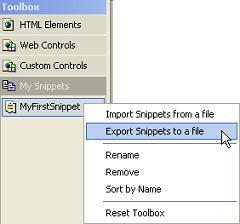 Toolbox
HTML Elements
Web Controls
Custom Controls
My Snippets
MyFirstSnippet
Import Snippets from a file
Export Snippets to a file
Rename
Remove
Sort by Name
Reset Toolbox